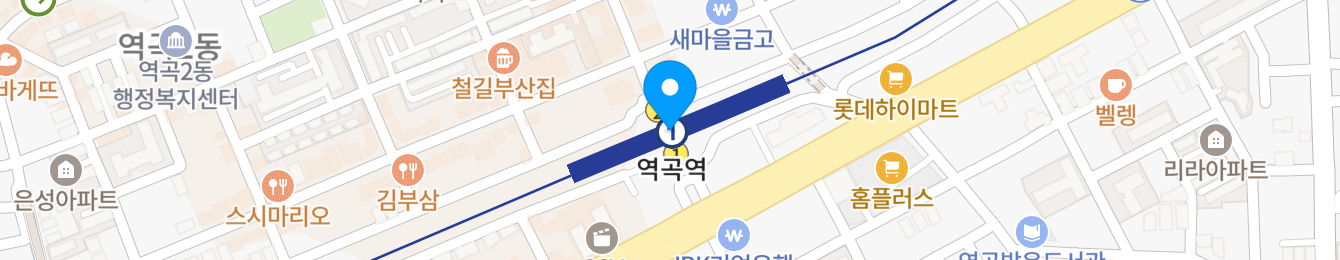 새마을금고
역곡2동
행정복지센터
바게뜨
철길부산집
롯데하이마트
벨렝
1
역곡역
리라아파트
은성아파트
스시마리오
김부삼
홈플러스